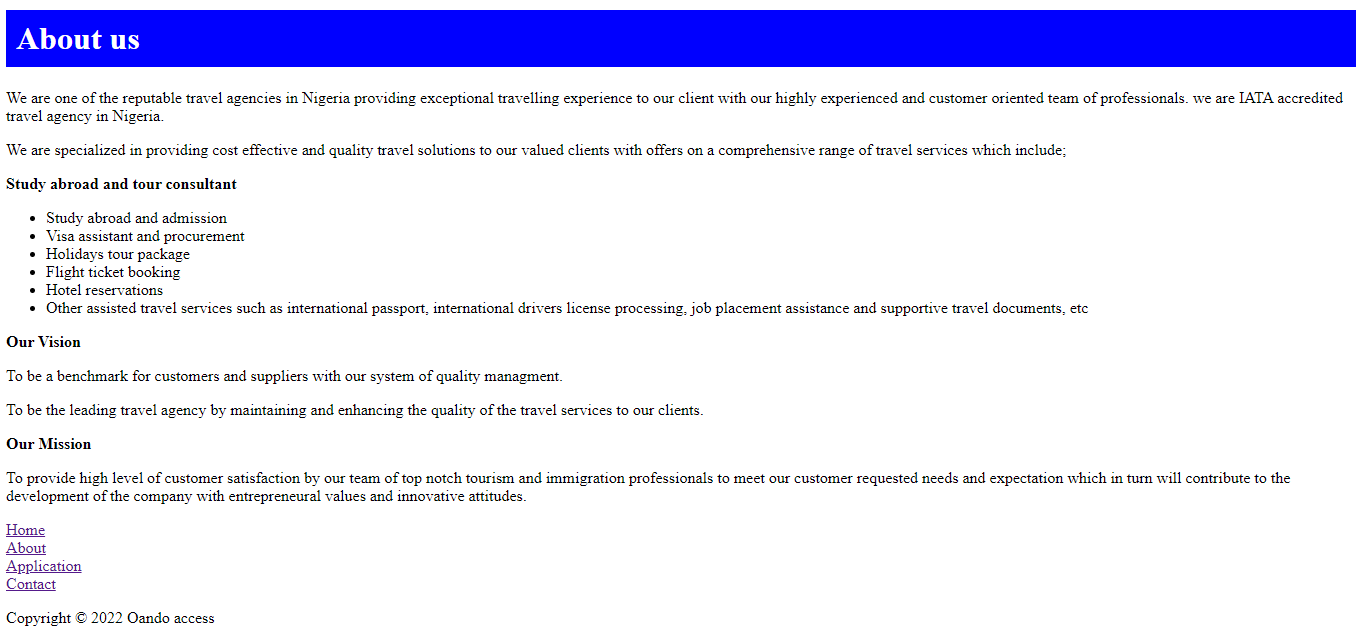 About us
We are one of the reputable travel agencies in Nigeria providing exceptional travelling experience to our client with our highly experienced and customer oriented team of professionals. we are IATA accredited
travel agency in Nigeria.
We are specialized in providing cost effective and quality travel solutions to our valued clients with offers on a comprehensive range of travel services which include;
Study abroad and tour consultant
• Study abroad and admission
• Visa assistant and procurement
• Holidays tour package
• Flight ticket booking
• Hotel reservations
• Other assisted travel services such as international passport, international drivers license processing, job placement assistance and supportive travel documents, etc
Our Vision
To be a benchmark for customers and suppliers with our system of quality managment.
To be the leading travel agency by maintaining and enhancing the quality of the travel services to our clients.
Our Mission
To provide high level of customer satisfaction by our team of top notch tourism and immigration professionals to meet our customer requested needs and expectation which in turn will contribute to the
development of the company with entrepreneural values and innovative attitudes.
Home
About
Application
Contact
Copyright © 2022 Oando access